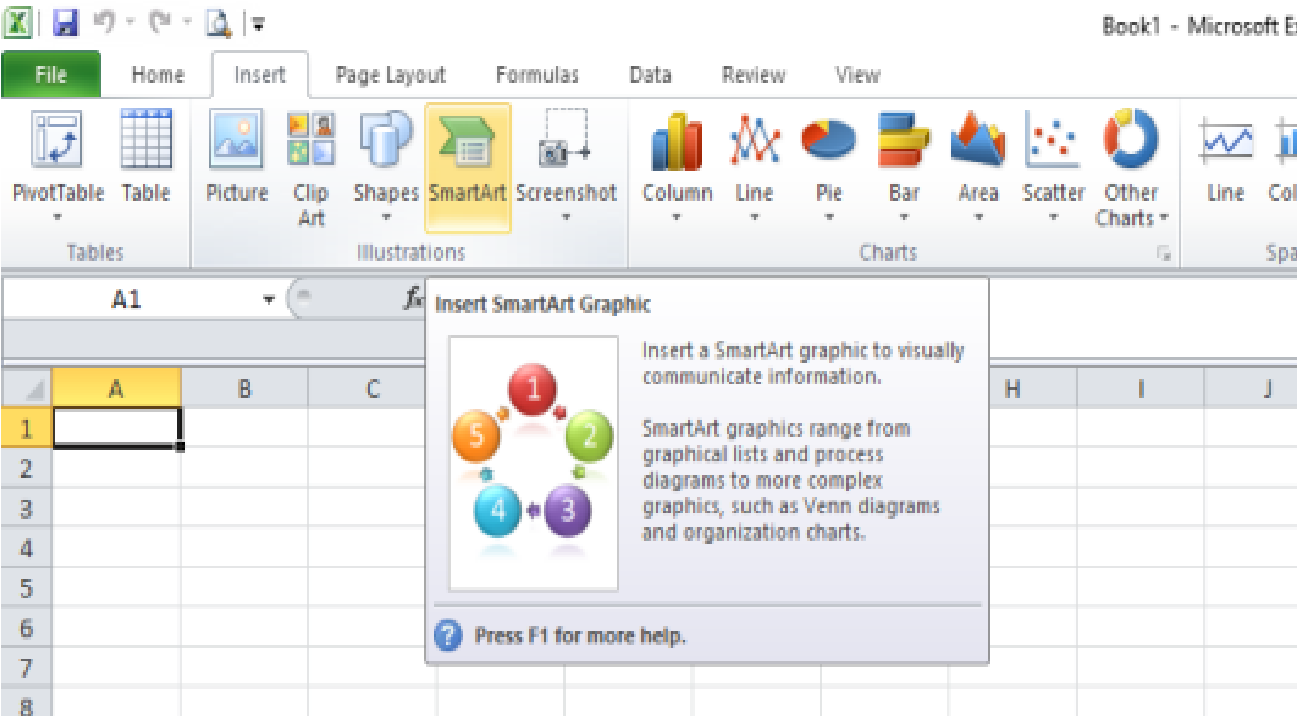 Book1 - Microsoft Ex
File Home Insert Page Layout Formulas Data Review View
PivotTable Table Picture Clip Art Shapes SmartArt Screenshot Column Line Pie Bar Area Scatter Other Charts Line Col
Tables Illustrations Charts Spa
A1 fx
Insert SmartArt Graphic
Insert a SmartArt graphic to visually
communicate information.
SmartArt graphics range from
graphical lists and process
diagrams to more complex
graphics, such as Venn diagrams
and organization charts.
1
5 2
4 3
Press F1 for more help.
A B C H I J
1
2
3
4
5
6
7
8